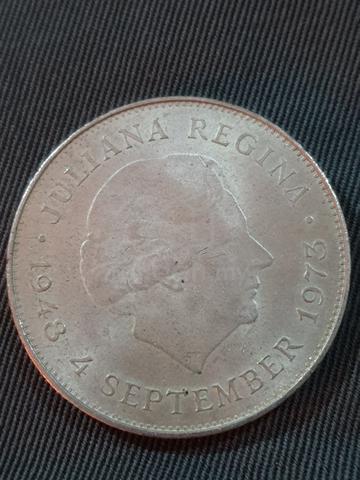 · JULIANA REGINA ·
1948 4 SEPTEMBER 1973